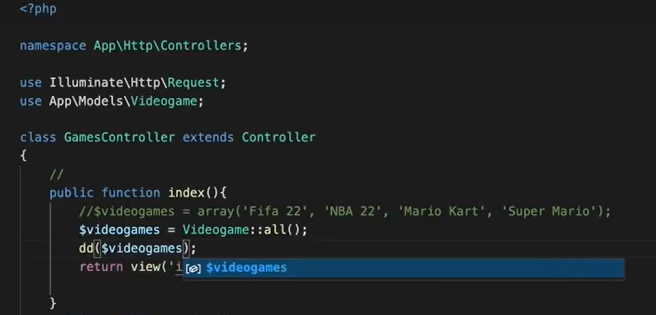 <?php
namespace App\Http\Controllers;
use Illuminate\Http\Request;
use App\Models\Videogame;
class GamesController extends Controller
{
//
public function index(){
//$videogames = array('Fifa 22', 'NBA 22', 'Mario Kart', 'Super Mario');
$videogames = Videogame::all();
dd($videogames);
return view('i
$videogames
}